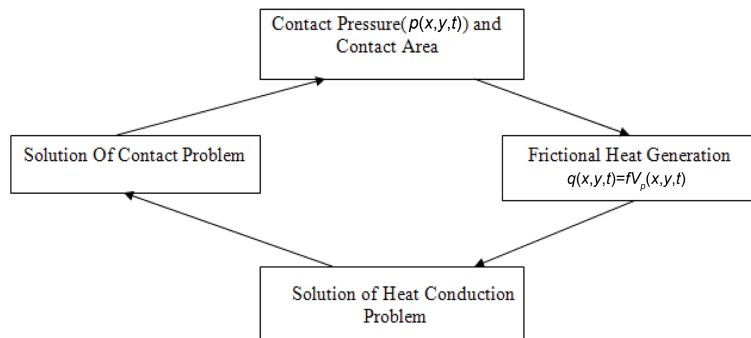 Contact Pressure(p(x,y,t)) and
Contact Area
Solution Of Contact Problem
Frictional Heat Generation
q(x,y,t)=fVₚ(x,y,t)
Solution of Heat Conduction
Problem